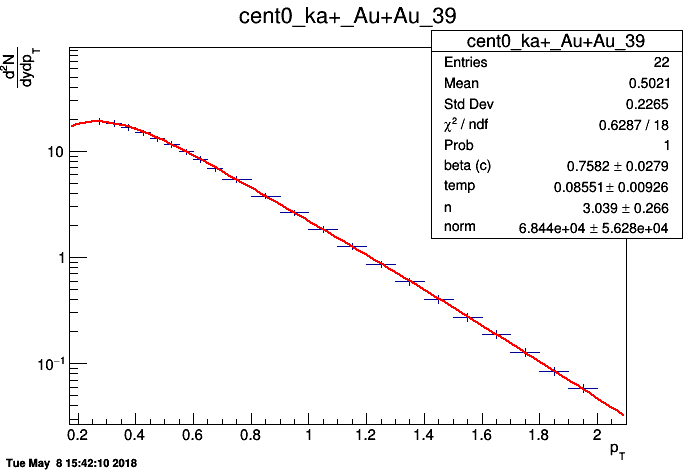 cent0_ka+_Au+Au_39
d²N
dydp_T
cent0_ka+_Au+Au_39
Entries 22
Mean 0.5021
Std Dev 0.2265
χ² / ndf 0.6287 / 18
Prob 1
beta (c) 0.7582 ± 0.0279
temp 0.08551 ± 0.00926
n 3.039 ± 0.266
norm 6.844e+04 ± 5.628e+04
10
1
10⁻¹
0.2 0.4 0.6 0.8 1 1.2 1.4 1.6 1.8 2
p_T
Tue May 8 15:42:10 2018